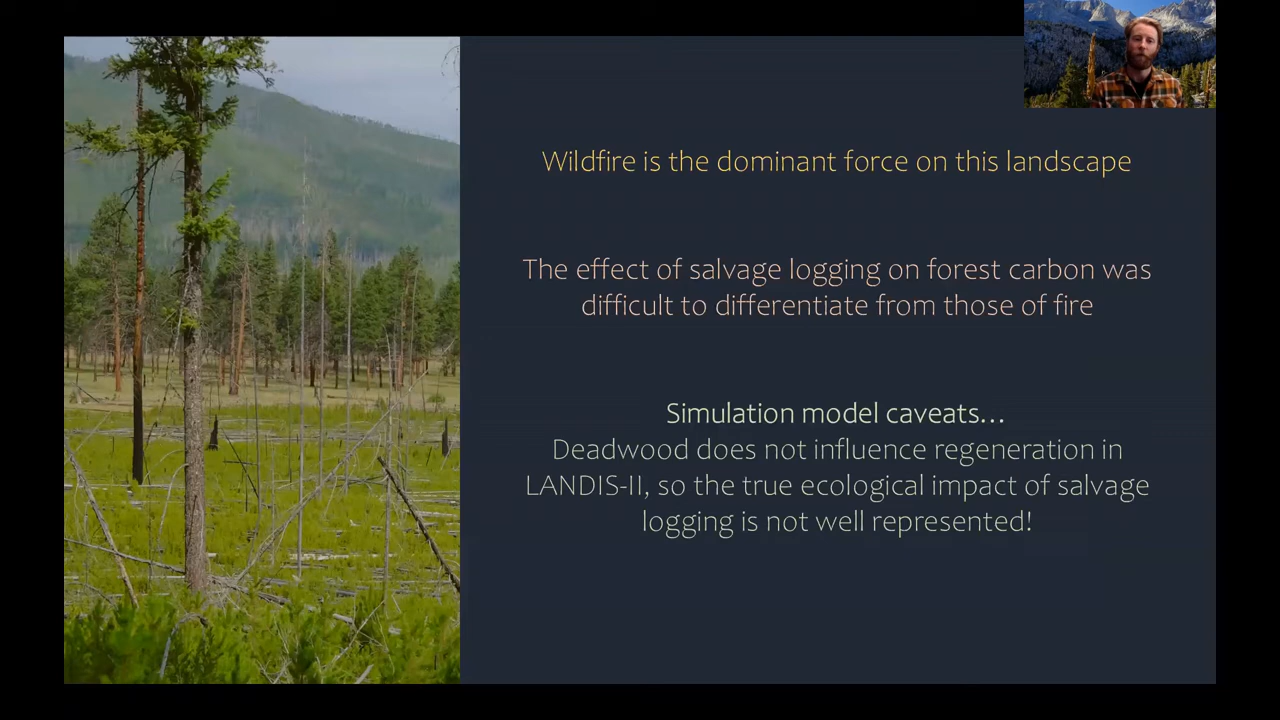 Wildfire is the dominant force on this landscape
The effect of salvage logging on forest carbon was
difficult to differentiate from those of fire
Simulation model caveats…
Deadwood does not influence regeneration in
LANDIS-II, so the true ecological impact of salvage
logging is not well represented!